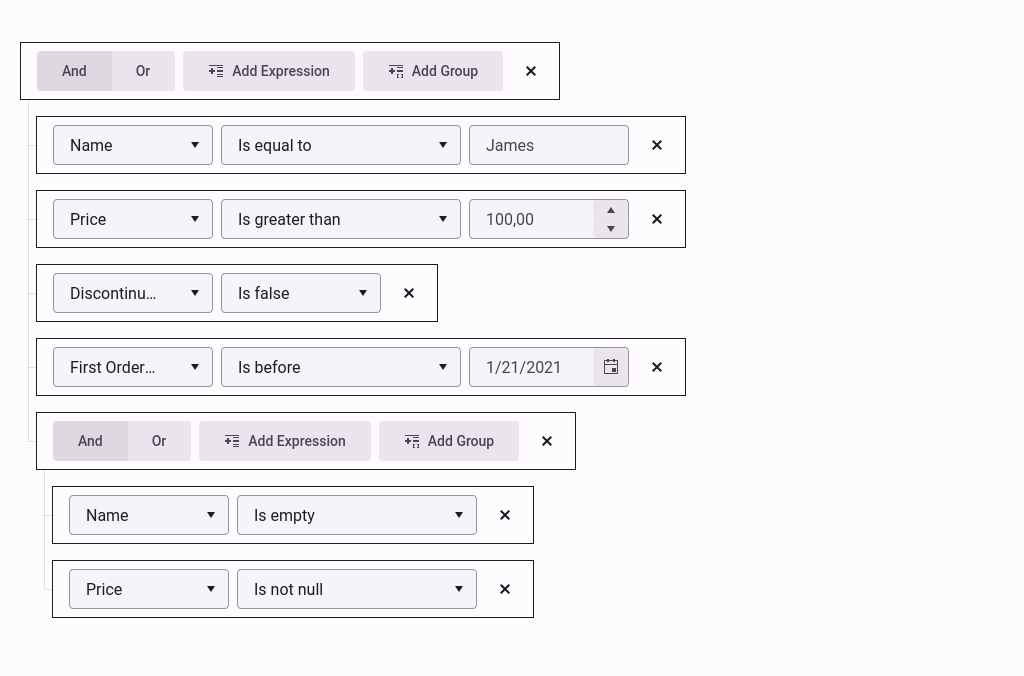 And Or Add Expression Add Group
Name Is equal to James
Price Is greater than 100,00
Discontinu... Is false
First Order... Is before 1/21/2021
And Or Add Expression Add Group
Name Is empty
Price Is not null